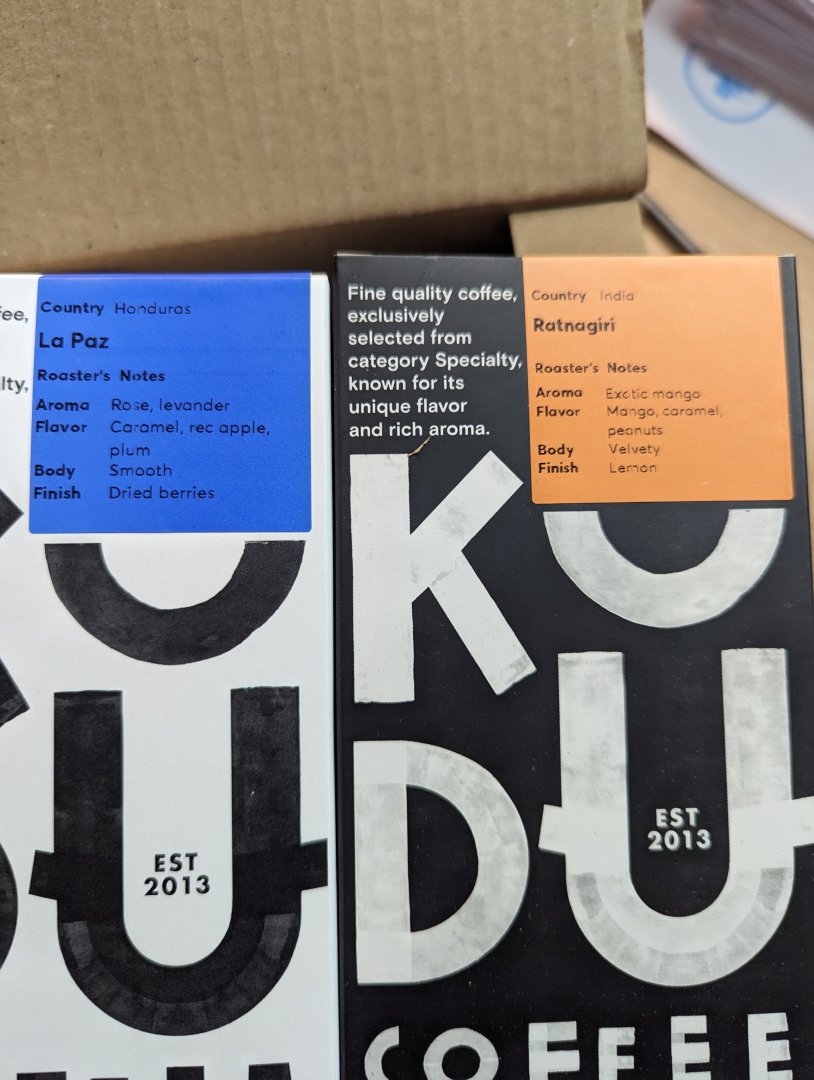 fee,
lty,
Country Honduras
La Paz
Roaster's Notes
Aroma Rose, levander
Flavor Caramel, rec apple,
plum
Body Smooth
Finish Dried berries
EST
2013
Fine quality coffee,
exclusively
selected from
category Specialty,
known for its
unique flavor
and rich aroma.
Country India
Ratnagiri
Roaster's Notes
Aroma Exotic mango
Flavor Mango, caramel,
peanuts
Body Velvety
Finish Lemon
KO
DU
EST
2013
COFFEE